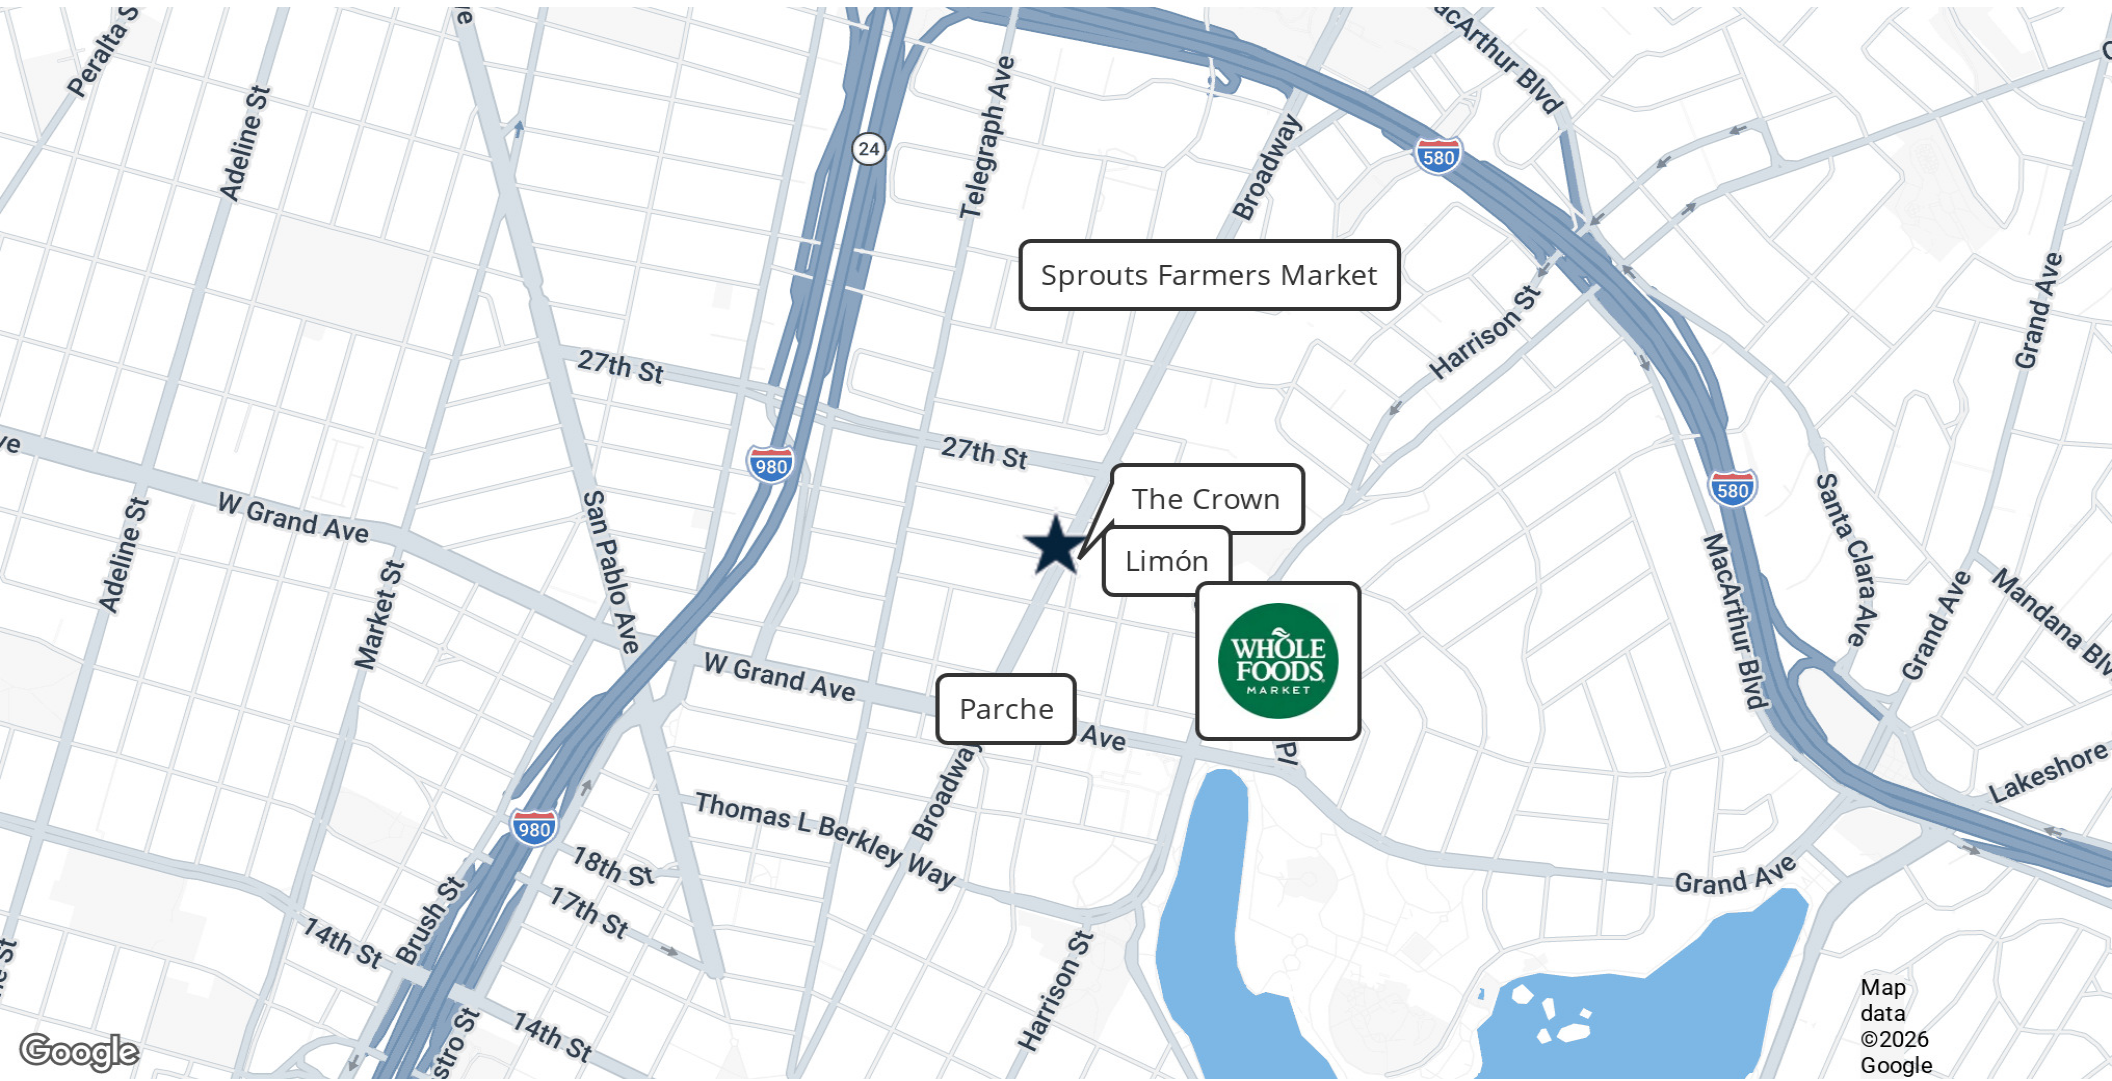 Peralta S
Adeline St
Telegraph Ave
24
Broadway
acArthur Blvd
580
Sprouts Farmers Market
Harrison St
Grand Ave
27th St
27th St
980
ve
W Grand Ave
San Pablo Ave
The Crown
580
Santa Clara Ave
Adeline St
Market St
Limón
MacArthur Blvd
Grand Ave
Mandana Blv
W Grand Ave
WHOLE
FOODS
MARKET
Parche
Ave
Pl
Broadway
Lakeshore
Thomas L Berkley Way
980
18th St
17th St
Grand Ave
Brush St
14th St
Harrison St
14th St
stro St
Google
Map
data
©2026
Google